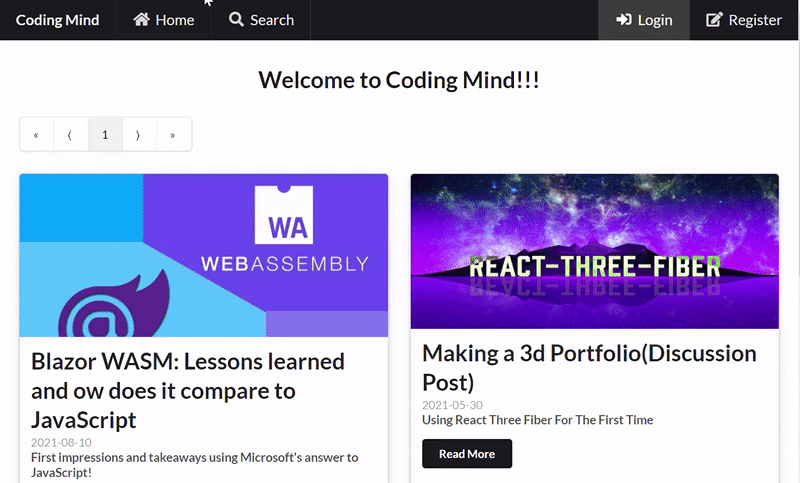 Coding Mind Home Search Login Register
Welcome to Coding Mind!!!
« ⟨ 1 ⟩ »
WA
WEBASSEMBLY
Blazor WASM: Lessons learned
and ow does it compare to
JavaScript
2021-08-10
First impressions and takeaways using Microsoft's answer to
JavaScript!
REACT-THREE-FIBER
Making a 3d Portfolio(Discussion
Post)
2021-05-30
Using React Three Fiber For The First Time
Read More